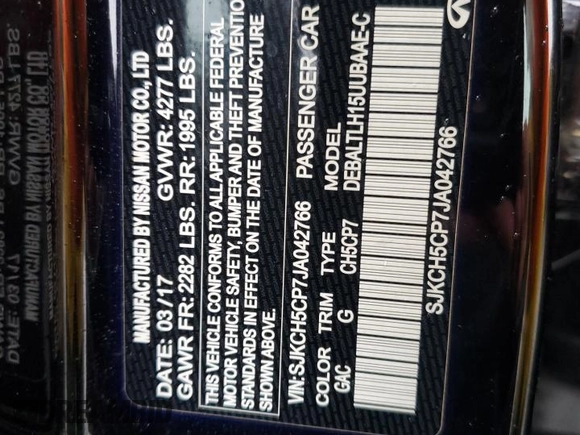 MANUFACTURED BY NISSAN MOTOR CO., LTD
DATE: 03/17 GVWR: 4277 LBS.
GAWR FR: 2282 LBS. RR: 1995 LBS.
THIS VEHICLE CONFORMS TO ALL APPLICABLE FEDERAL
MOTOR VEHICLE SAFETY, BUMPER AND THEFT PREVENTIO
STANDARDS IN EFFECT ON THE DATE OF MANUFACTURE
SHOWN ABOVE.
VIN:SJKCH5CP7JA042766 PASSENGER CAR
COLOR TRIM TYPE MODEL
GAC G CH5CP7 DEBALTLH15UUBAAE-C
SJKCH5CP7JA042766